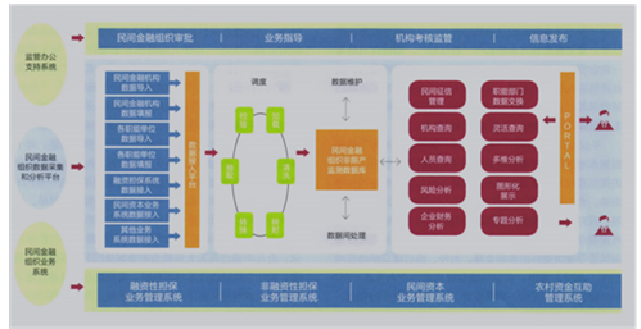 民间金融组织审批
业务指导
机构考核监管
信息发布
监管办公
支持系统
民间金融
组织数据采集
和分析平台
民间金融
组织业务
系统
民间金融机构
数据导入
民间金融机构
数据填报
各职能单位
数据导入
各职能单位
数据填报
融资担保系统
数据接入
民间资本业务
系统数据接入
其他业务
系统数据接入
数据接入平台
调度
清洗
数据维护
民间金融
组织非现场
监测数据库
数据间处理
民间征信
管理
机构查询
人员查询
风险分析
企业财务
分析
职能部门
数据交换
灵活查询
多维分析
图形化
展示
专题分析
PORTAL
融资性担保
业务管理系统
非融资性担保
业务管理系统
民间资本
业务管理系统
农村资金互助
管理系统